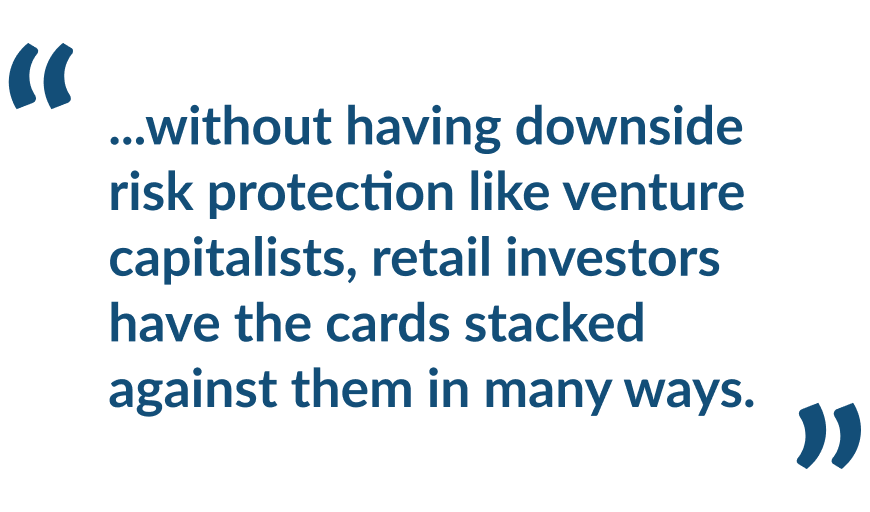 “
...without having downside
risk protection like venture
capitalists, retail investors
have the cards stacked
against them in many ways.
”